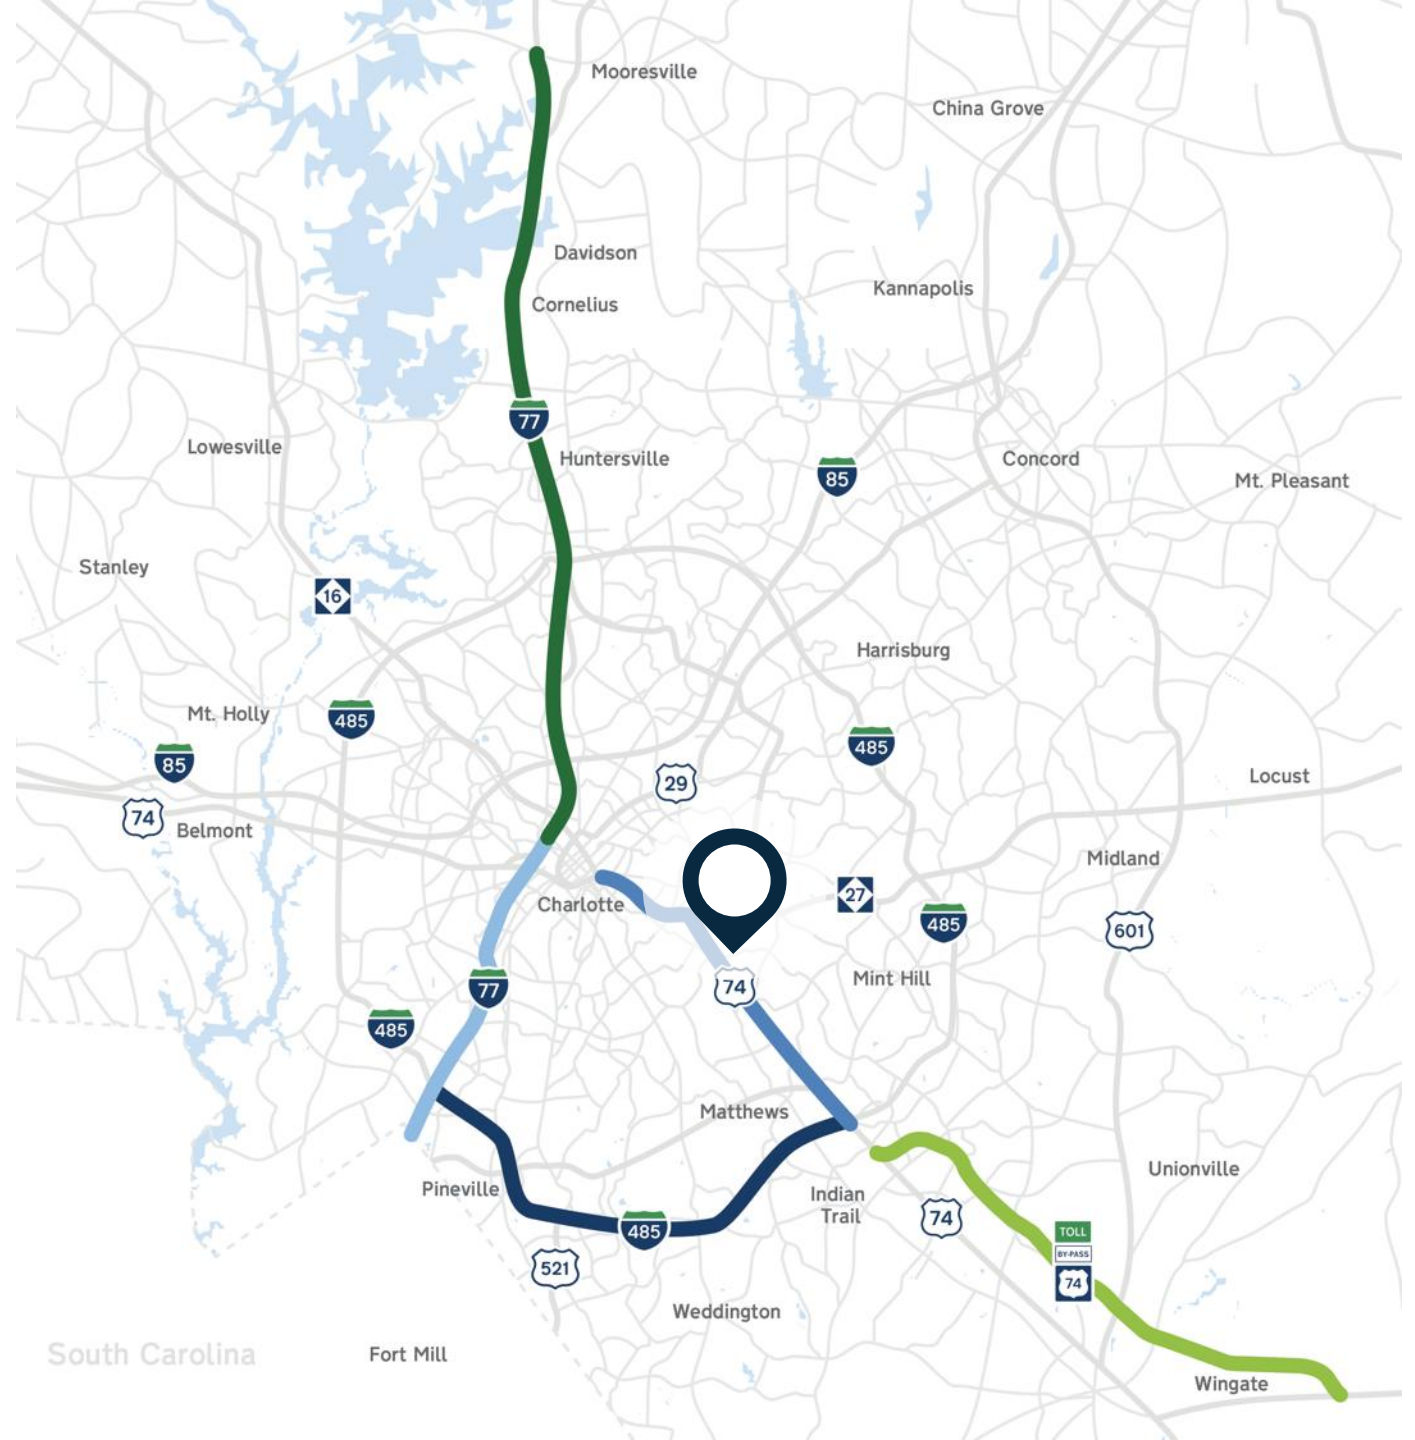 Mooresville
China Grove
Davidson
Kannapolis
Cornelius
77
Lowesville
Huntersville
Concord
85
Mt. Pleasant
Stanley
16
Harrisburg
Mt. Holly
485
485
85
Locust
29
74
Belmont
Midland
27
Charlotte
485
601
Mint Hill
77
74
485
Matthews
Unionville
Pineville
Indian
Trail
74
485
TOLL
BY-PASS
74
521
Weddington
South Carolina
Fort Mill
Wingate